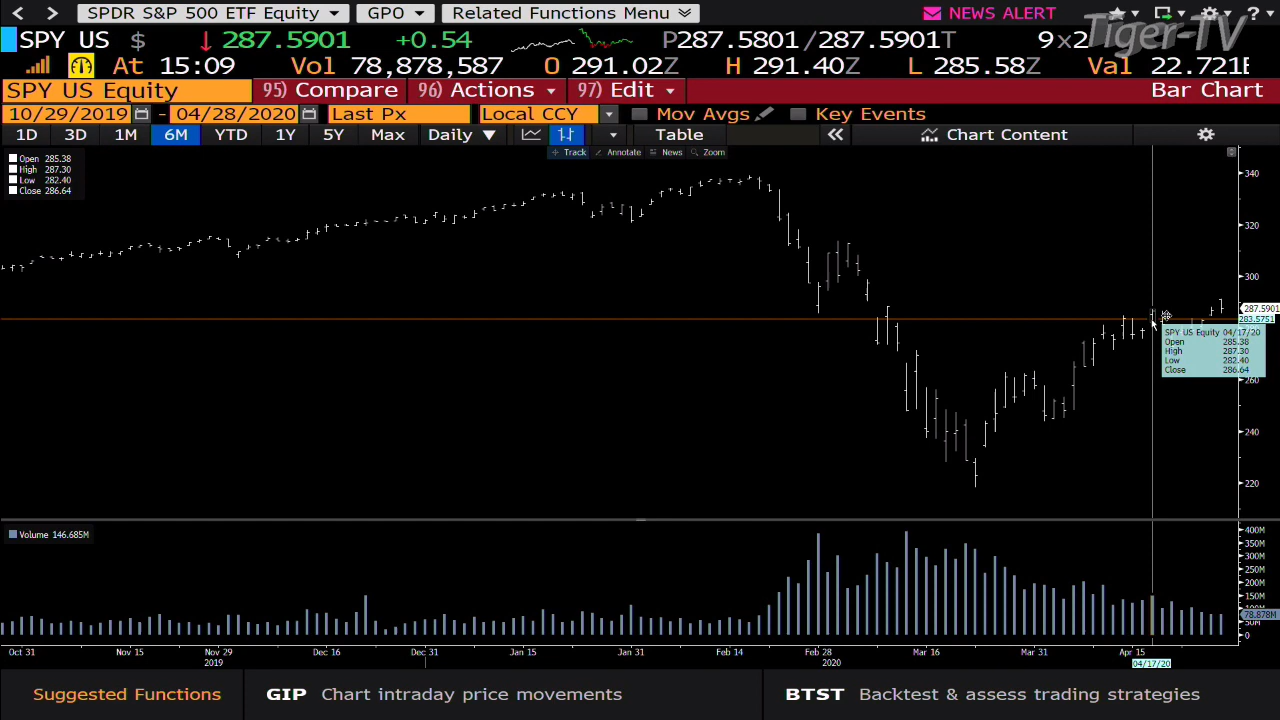 SPDR S&P 500 ETF Equity GPO Related Functions Menu NEWS ALERT ?
Tiger-TV
SPY US $ ↓ 287.5901 +0.54 P287.5801/287.5901T
At 15:09 Vol 78,878,587 O 291.02Z H 291.40Z L 285.58Z Val
SPY US Equity 95) Compare 96) Actions 97) Edit Bar Chart
10/29/2019 - 04/28/2020 Last Px Local CCY Mov Avgs Key Events
1D 3D 1M 6M YTD 1Y 5Y Max Daily ▼ Table « Chart Content
Track Annotate News Zoom
Open 285.38
High 287.30
Low 282.40
Close 286.64
340
320
300
287.5901
283.5751
SPY US Equity 04/17/20
Open 285.38
High 287.30
Low 282.40
Close 286.64
260
240
220
Volume 146.685M
400M
350M
300M
250M
200M
150M
100M
78.878M
50M
0
Oct 31 Nov 15 Nov 29 Dec 16 Dec 31 Jan 15 Jan 31 Feb 14 Feb 28 Mar 16 Mar 31 Apr 15
2019 2020 04/17/20
Suggested Functions GIP Chart intraday price movements BTST Backtest & assess trading strategies